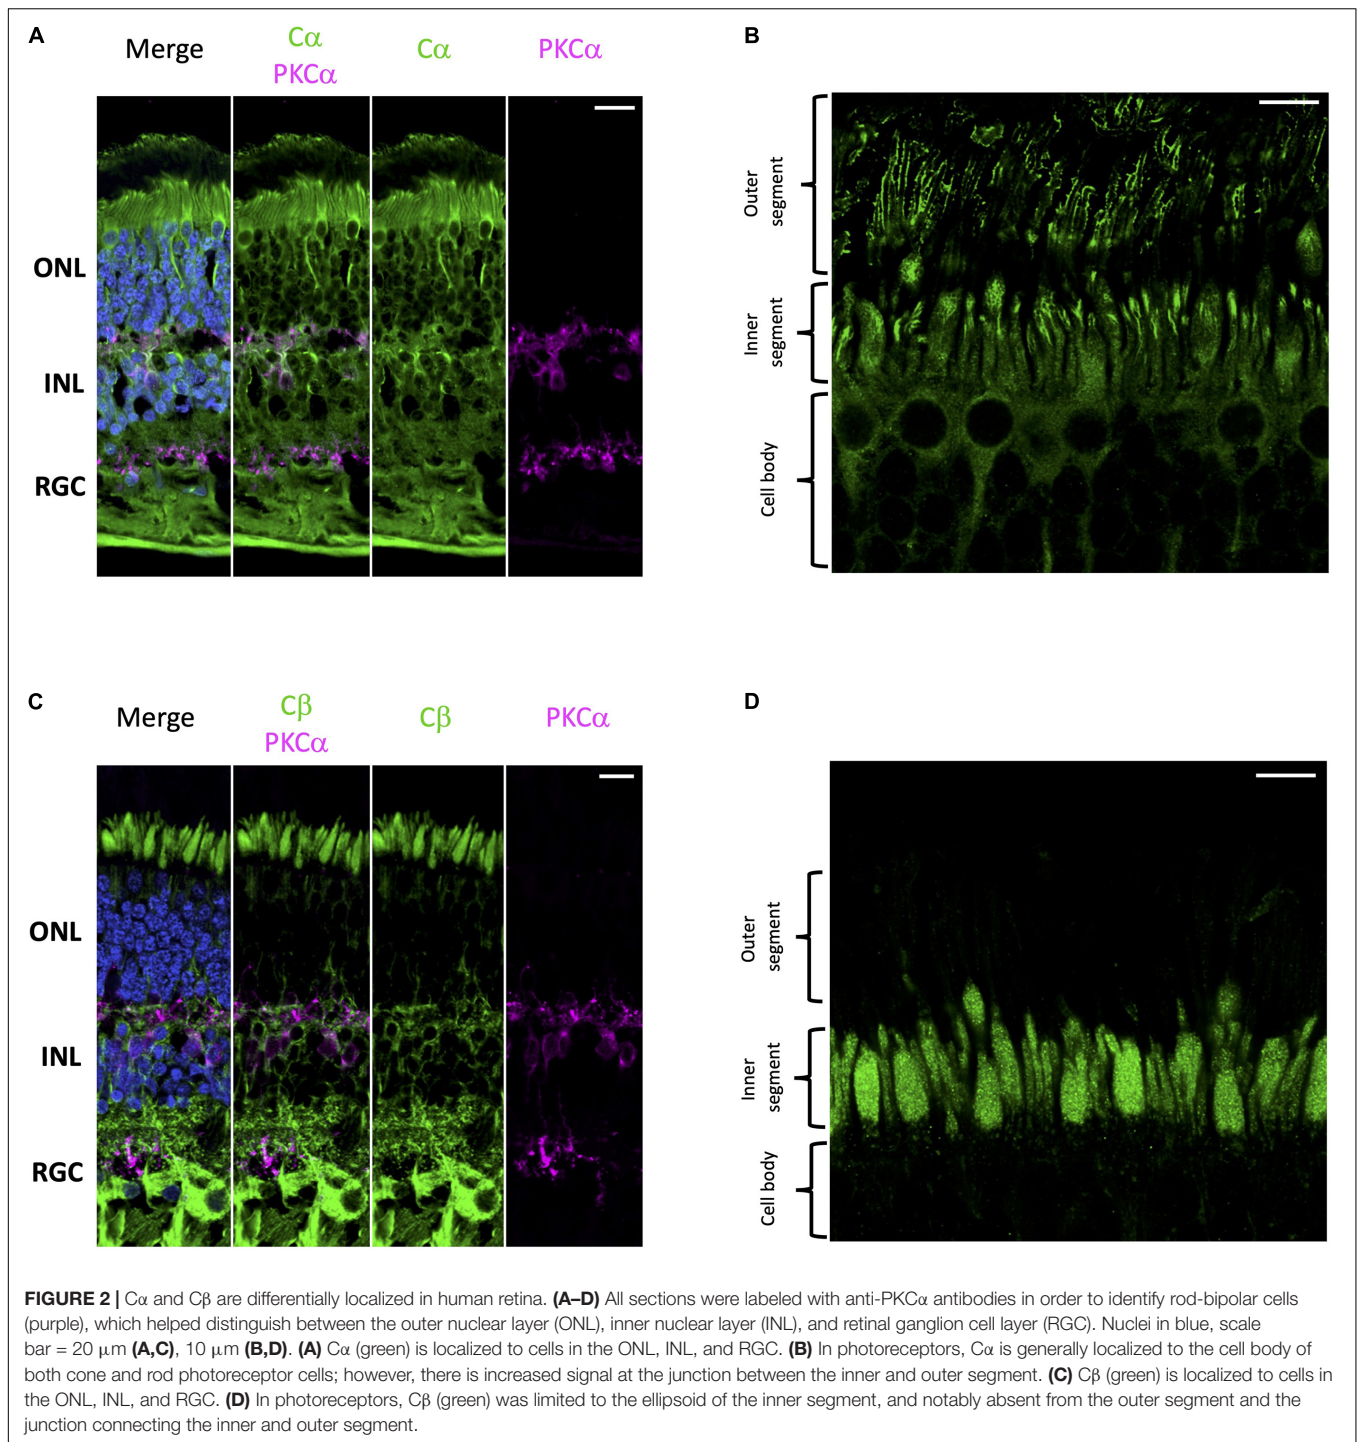 A
Merge
Cα
PKCα
Cα
PKCα
ONL
INL
RGC
B
Outer
segment
Inner
segment
Cell body
C
Merge
Cβ
PKCα
Cβ
PKCα
ONL
INL
RGC
D
Outer
segment
Inner
segment
Cell body
FIGURE 2 | Cα and Cβ are differentially localized in human retina. (A–D) All sections were labeled with anti-PKCα antibodies in order to identify rod-bipolar cells
(purple), which helped distinguish between the outer nuclear layer (ONL), inner nuclear layer (INL), and retinal ganglion cell layer (RGC). Nuclei in blue, scale
bar = 20 μm (A,C), 10 μm (B,D). (A) Cα (green) is localized to cells in the ONL, INL, and RGC. (B) In photoreceptors, Cα is generally localized to the cell body of
both cone and rod photoreceptor cells; however, there is increased signal at the junction between the inner and outer segment. (C) Cβ (green) is localized to cells in
the ONL, INL, and RGC. (D) In photoreceptors, Cβ (green) was limited to the ellipsoid of the inner segment, and notably absent from the outer segment and the
junction connecting the inner and outer segment.